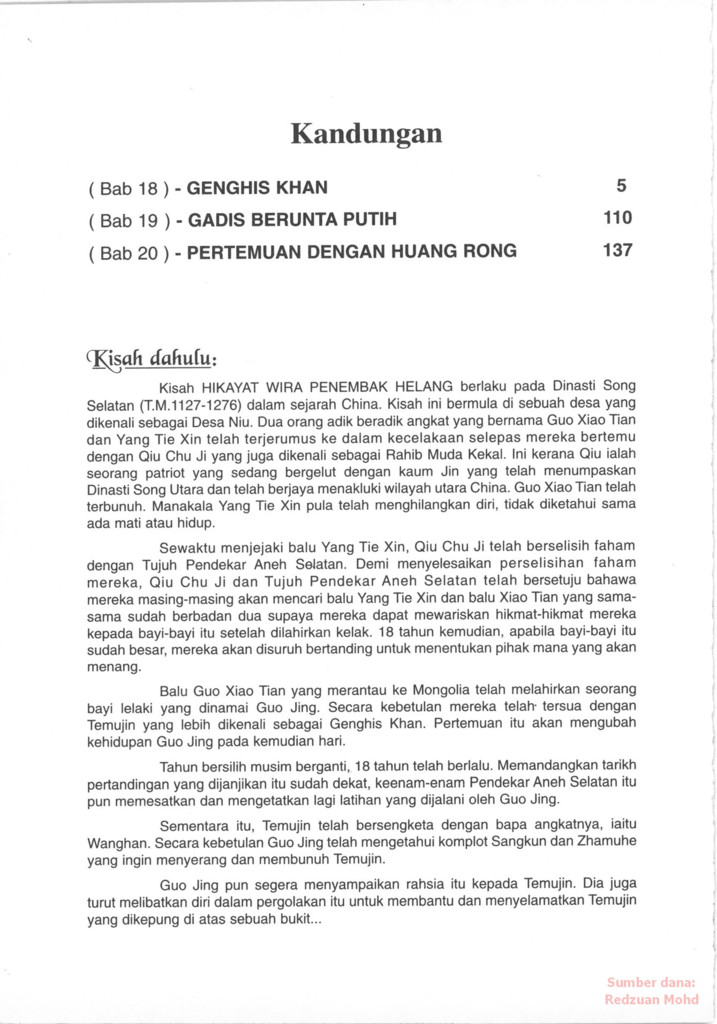 Kandungan
( Bab 18 ) - GENGHIS KHAN 5
( Bab 19 ) - GADIS BERUNTA PUTIH 110
( Bab 20 ) - PERTEMUAN DENGAN HUANG RONG 137
Kisah dahulu:
Kisah HIKAYAT WIRA PENEMBAK HELANG berlaku pada Dinasti Song
Selatan (T.M.1127-1276) dalam sejarah China. Kisah ini bermula di sebuah desa yang
dikenali sebagai Desa Niu. Dua orang adik beradik angkat yang bernama Guo Xiao Tian
dan Yang Tie Xin telah terjerumus ke dalam kecelakaan selepas mereka bertemu
dengan Qiu Chu Ji yang juga dikenali sebagai Rahib Muda Kekal. Ini kerana Qiu ialah
seorang patriot yang sedang bergelut dengan kaum Jin yang telah menumpaskan
Dinasti Song Utara dan telah berjaya menakluki wilayah utara China. Guo Xiao Tian telah
terbunuh. Manakala Yang Tie Xin pula telah menghilangkan diri, tidak diketahui sama
ada mati atau hidup.
Sewaktu menjejaki balu Yang Tie Xin, Qiu Chu Ji telah berselisih faham
dengan Tujuh Pendekar Aneh Selatan. Demi menyelesaikan perselisihan faham
mereka, Qiu Chu Ji dan Tujuh Pendekar Aneh Selatan telah bersetuju bahawa
mereka masing-masing akan mencari balu Yang Tie Xin dan balu Xiao Tian yang sama-
sama sudah berbadan dua supaya mereka dapat mewariskan hikmat-hikmat mereka
kepada bayi-bayi itu setelah dilahirkan kelak. 18 tahun kemudian, apabila bayi-bayi itu
sudah besar, mereka akan disuruh bertanding untuk menentukan pihak mana yang akan
menang.
Balu Guo Xiao Tian yang merantau ke Mongolia telah melahirkan seorang
bayi lelaki yang dinamai Guo Jing. Secara kebetulan mereka telah tersua dengan
Temujin yang lebih dikenali sebagai Genghis Khan. Pertemuan itu akan mengubah
kehidupan Guo Jing pada kemudian hari.
Tahun bersilih musim berganti, 18 tahun telah berlalu. Memandangkan tarikh
pertandingan yang dijanjikan itu sudah dekat, keenam-enam Pendekar Aneh Selatan itu
pun memesatkan dan mengetatkan lagi latihan yang dijalani oleh Guo Jing.
Sementara itu, Temujin telah bersengketa dengan bapa angkatnya, iaitu
Wanghan. Secara kebetulan Guo Jing telah mengetahui komplot Sangkun dan Zhamuhe
yang ingin menyerang dan membunuh Temujin.
Guo Jing pun segera menyampaikan rahsia itu kepada Temujin. Dia juga
turut melibatkan diri dalam pergolakan itu untuk membantu dan menyelamatkan Temujin
yang dikepung di atas sebuah bukit...
Sumber dana:
Redzuan Mohd